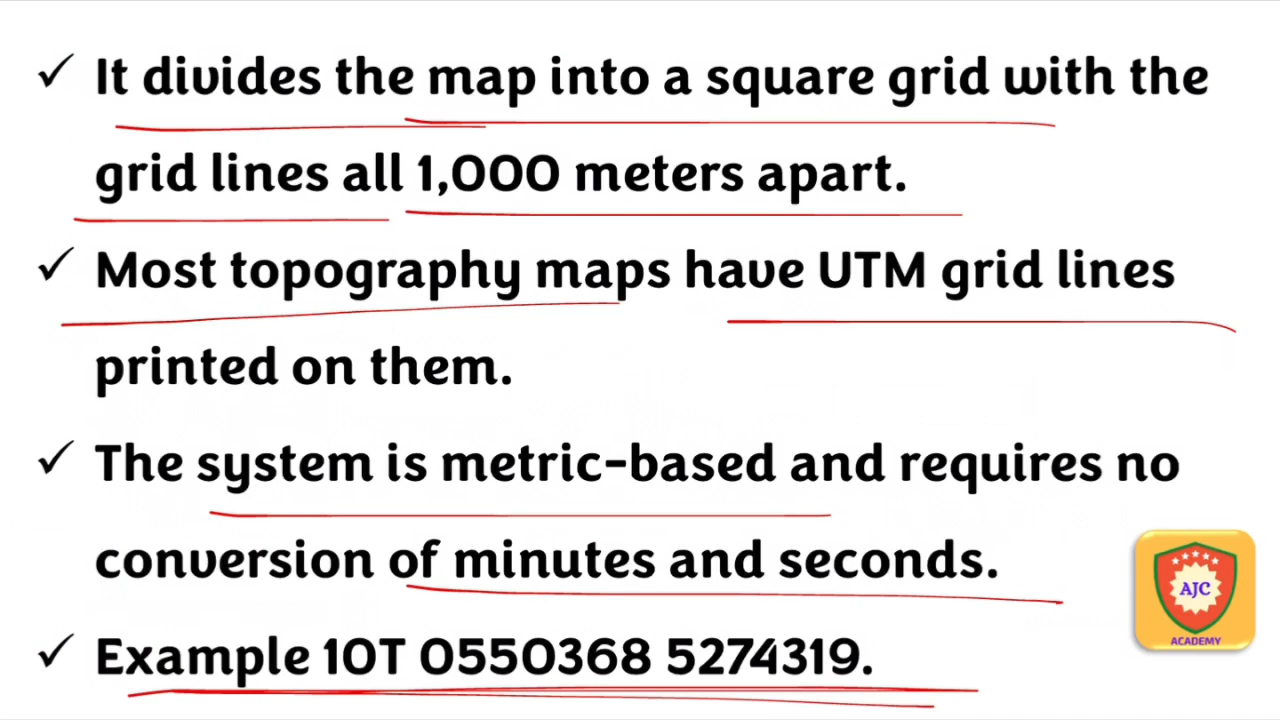 ✓ It divides the map into a square grid with the
grid lines all 1,000 meters apart.
✓ Most topography maps have UTM grid lines
printed on them.
✓ The system is metric-based and requires no
conversion of minutes and seconds.
✓ Example 10T 0550368 5274319.
AJC
ACADEMY